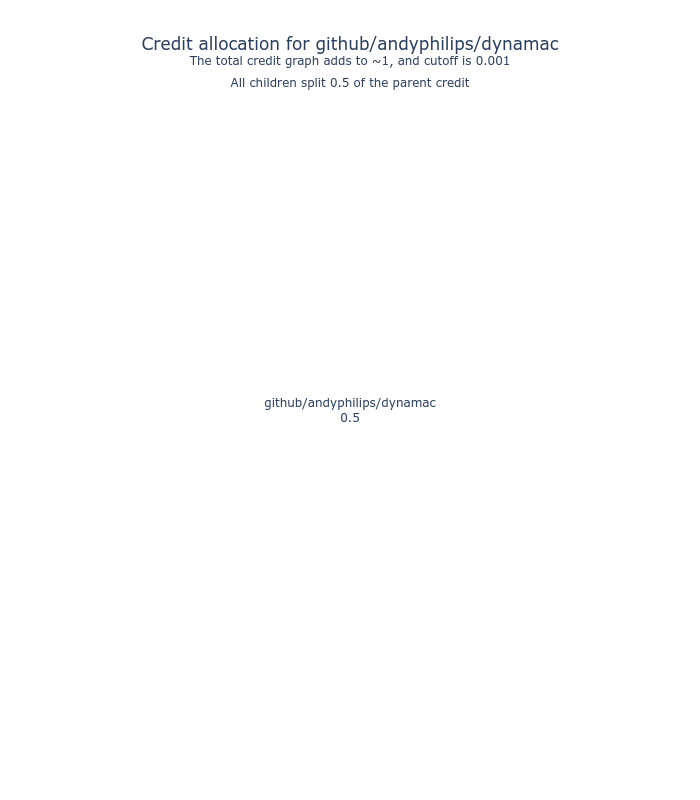 Credit allocation for github/andyphilips/dynamac
The total credit graph adds to ~1, and cutoff is 0.001
All children split 0.5 of the parent credit
github/andyphilips/dynamac
0.5